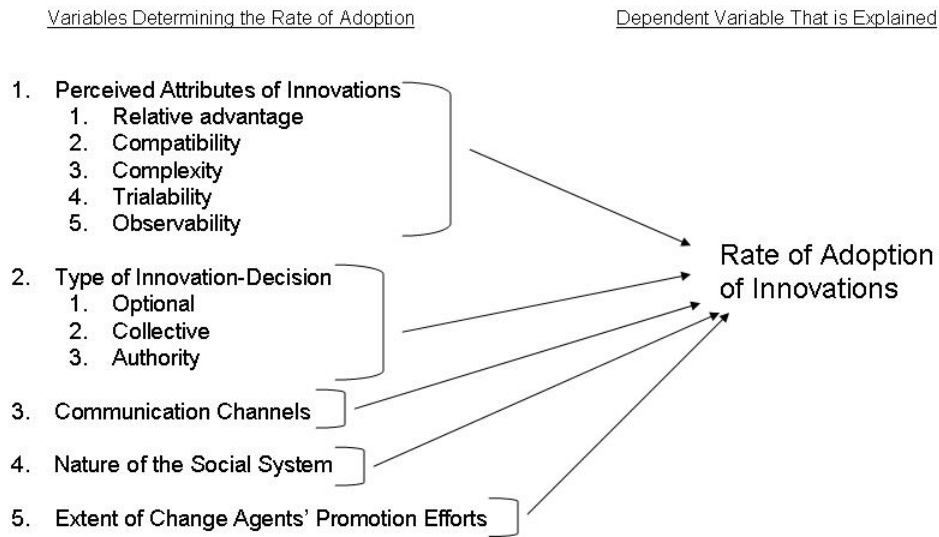 Variables Determining the Rate of Adoption
Dependent Variable That is Explained
1. Perceived Attributes of Innovations
1. Relative advantage
2. Compatibility
3. Complexity
4. Trialability
5. Observability
2. Type of Innovation-Decision
1. Optional
2. Collective
3. Authority
3. Communication Channels
4. Nature of the Social System
5. Extent of Change Agents' Promotion Efforts
Rate of Adoption
of Innovations